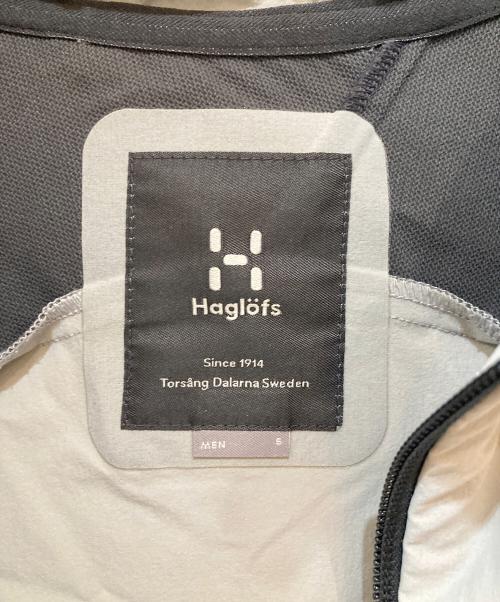 Haglöfs
Since 1914
Torsång Dalarna Sweden
MEN S